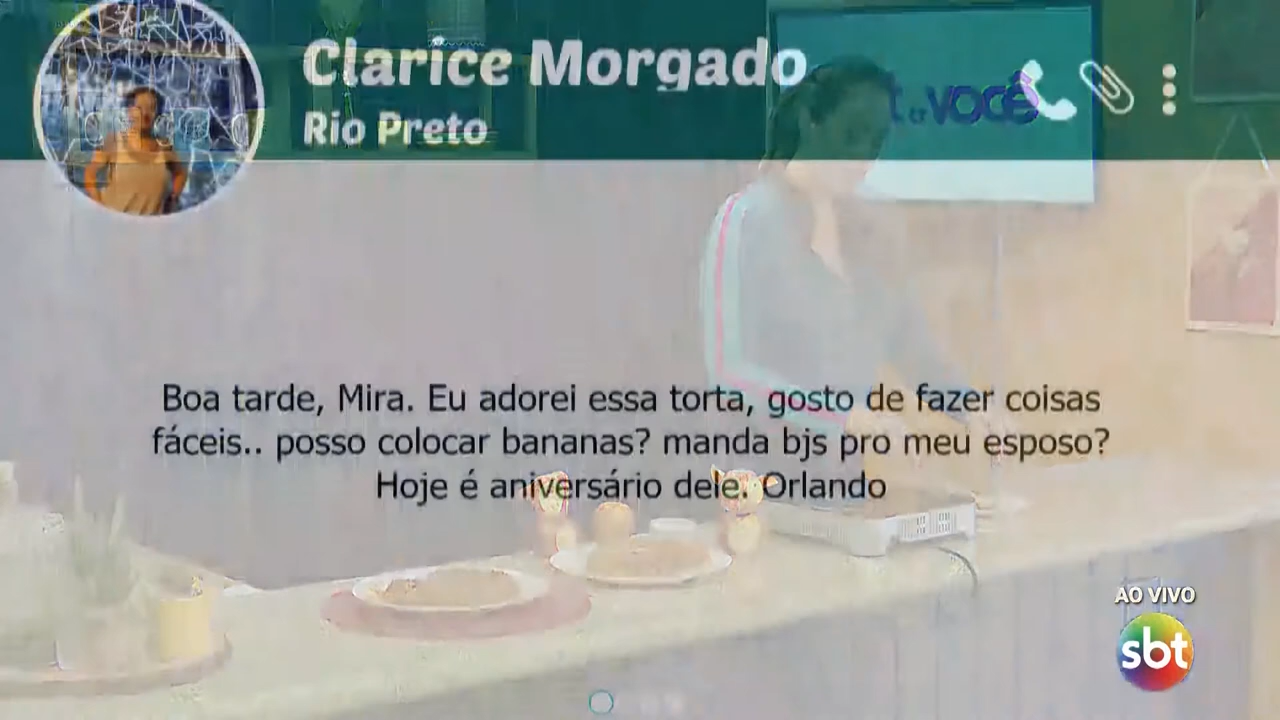 Clarice Morgado
Rio Preto
VOCÊ
Boa tarde, Mira. Eu adorei essa torta, gosto de fazer coisas
fáceis.. posso colocar bananas? manda bjs pro meu esposo?
Hoje é aniversário dele. Orlando
AO VIVO
sbt